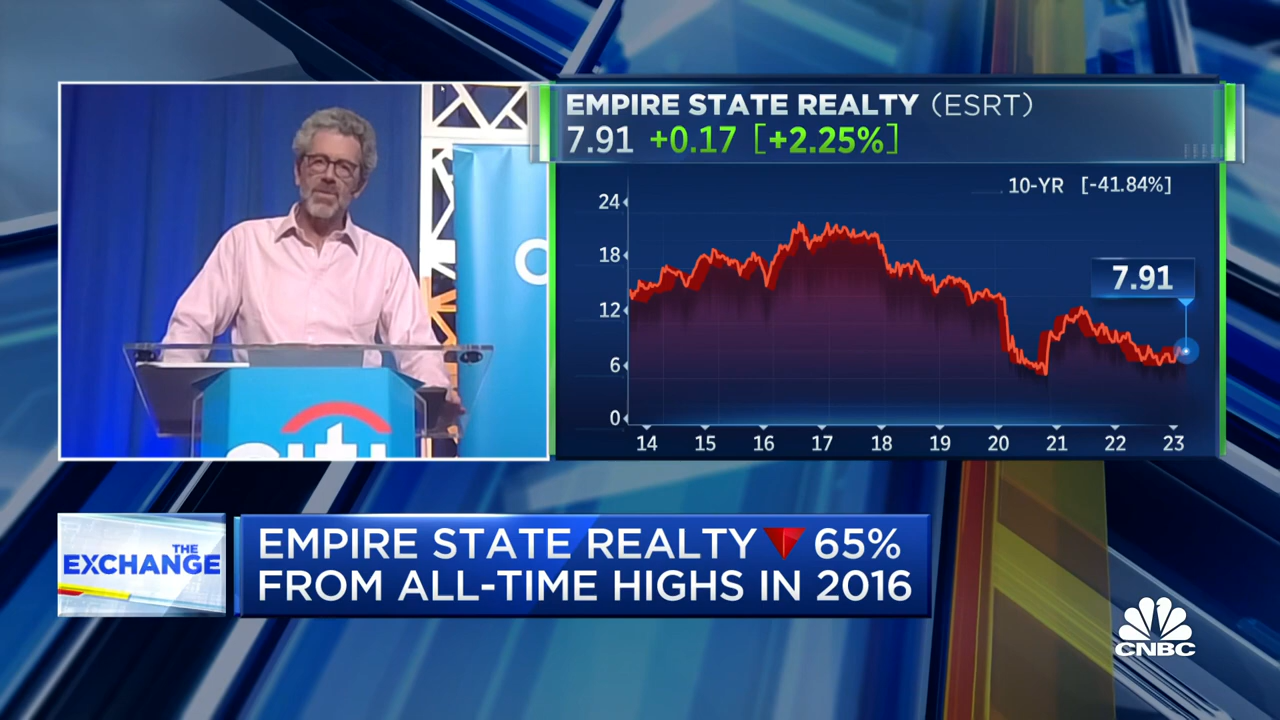 EMPIRE STATE REALTY (ESRT)
7.91 +0.17 [+2.25%]
10-YR [-41.84%]
24
18
12
6
0
7.91
14 15 16 17 18 19 20 21 22 23
citi
THE
EXCHANGE
EMPIRE STATE REALTY ▼ 65%
FROM ALL-TIME HIGHS IN 2016
CNBC